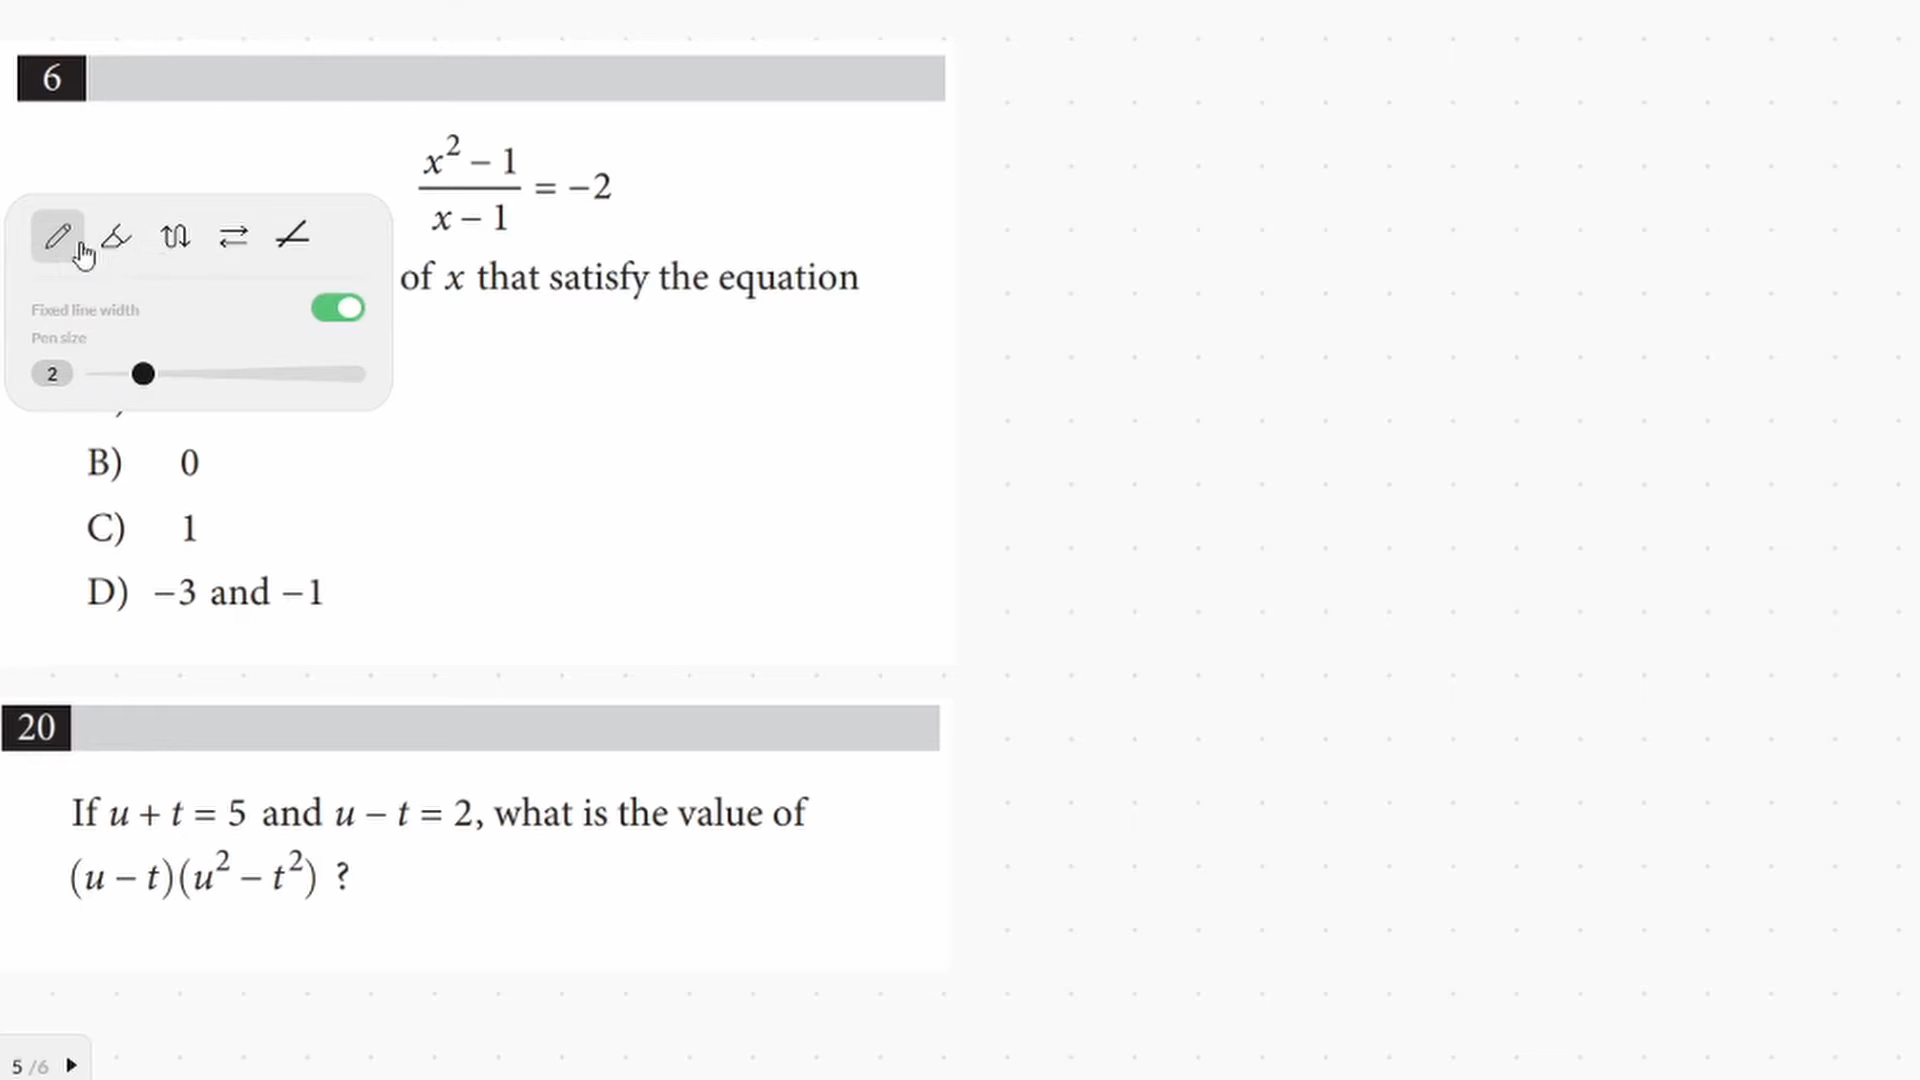 6
x² − 1
x − 1
= −2
of x that satisfy the equation
Fixed line width
Pen size
2
B) 0
C) 1
D) −3 and −1
20
If u + t = 5 and u − t = 2, what is the value of
(u − t)(u² − t²) ?
5 /6